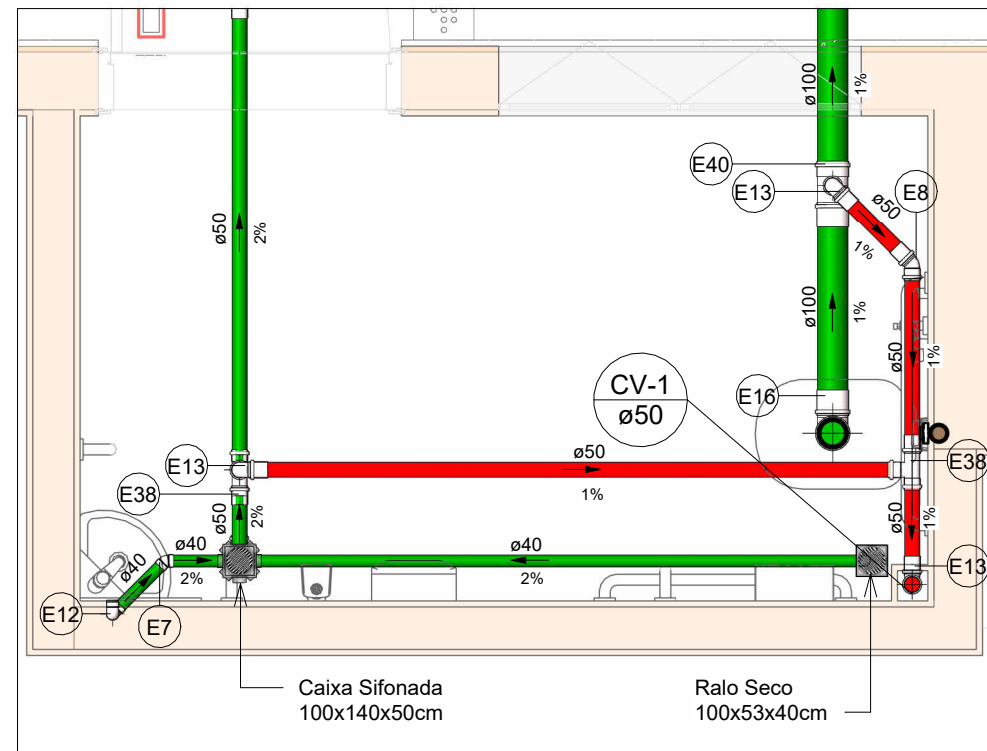 ø100
1%
E40
E13
ø50
E8
1%
ø50
2%
ø100
1%
ø50
1%
CV-1
ø50
E16
E13
ø50
1%
E38
E38
ø50
2%
ø50
1%
ø40
ø40
2%
ø40
2%
E13
E12
E7
Caixa Sifonada
100x140x50cm
Ralo Seco
100x53x40cm